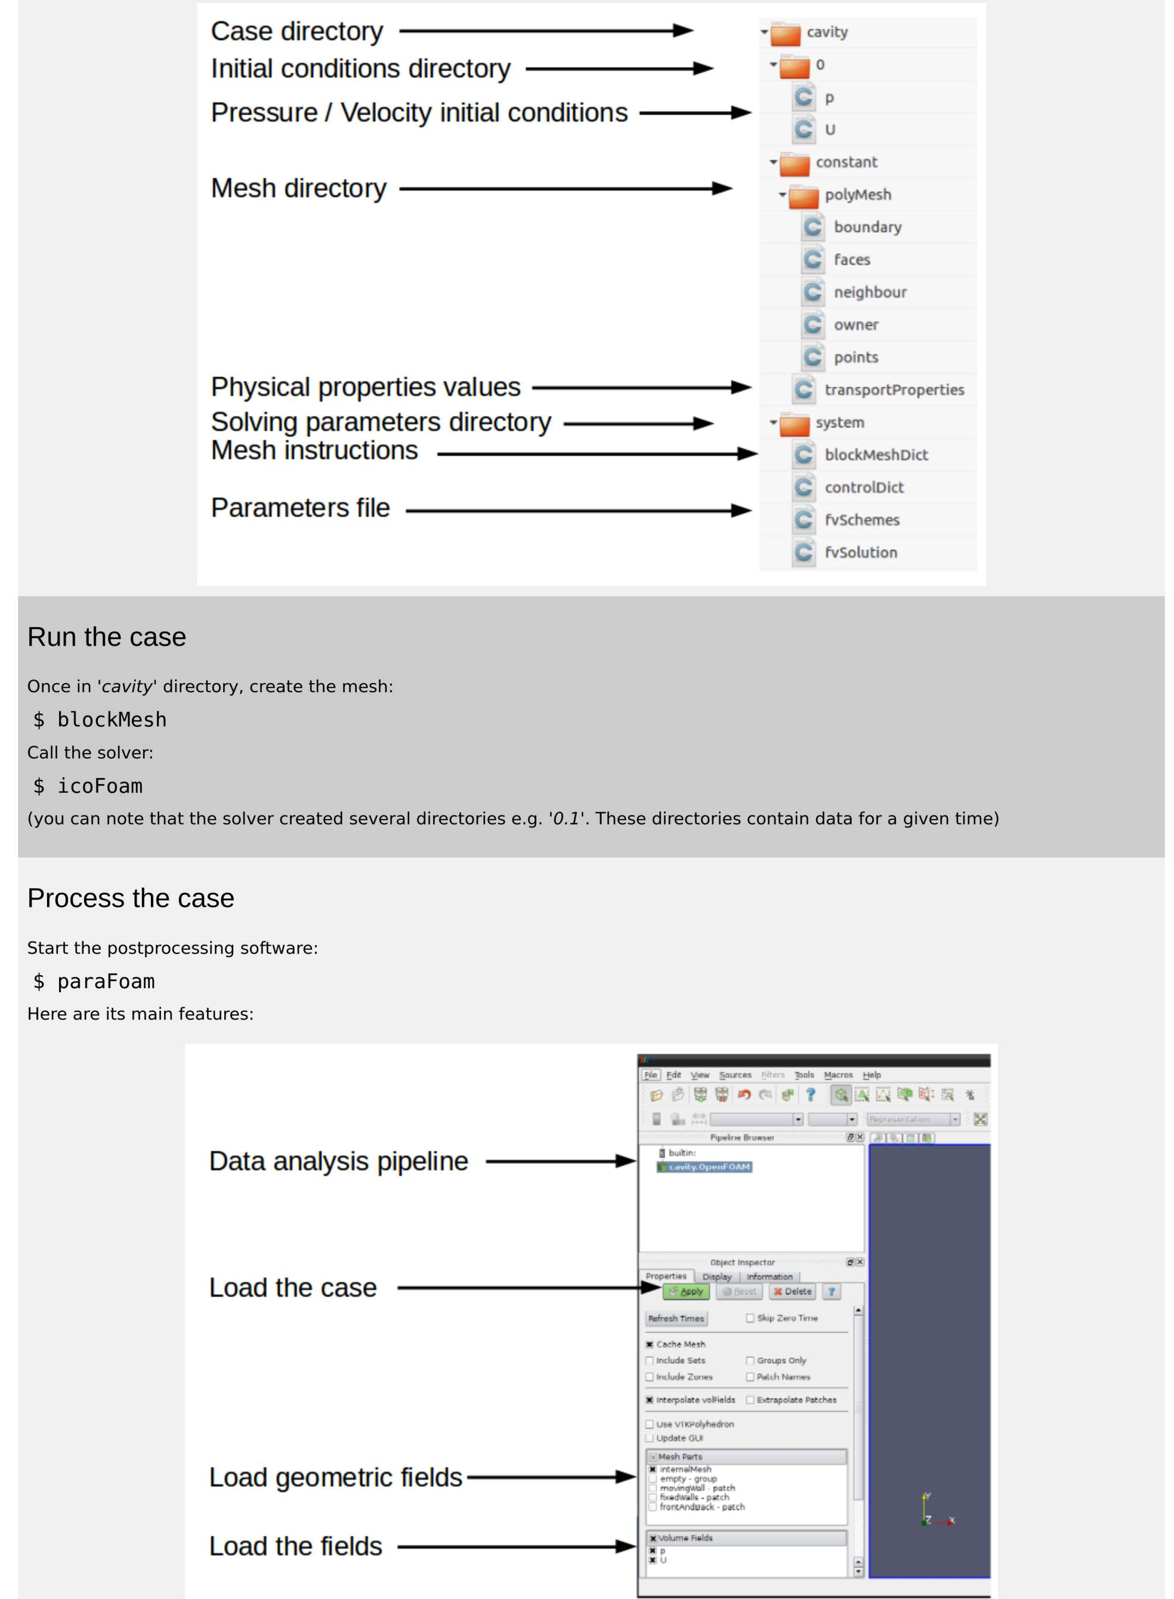 Case directory
cavity
Initial conditions directory
0
p
Pressure / Velocity initial conditions
U
constant
Mesh directory
polyMesh
boundary
faces
neighbour
owner
points
Physical properties values
transportProperties
Solving parameters directory
system
Mesh instructions
blockMeshDict
controlDict
Parameters file
fvSchemes
fvSolution
Run the case
Once in 'cavity' directory, create the mesh:
$ blockMesh
Call the solver:
$ icoFoam
(you can note that the solver created several directories e.g. '0.1'. These directories contain data for a given time)
Process the case
Start the postprocessing software:
$ paraFoam
Here are its main features:
File Edit View Sources Filters Tools Macros Help
Representation
Pipeline Browser
builtin:
Data analysis pipeline
cavity.OpenFOAM
Object Inspector
Properties Display Information
Load the case
Apply Reset Delete ?
Refresh Times Skip Zero Time
Cache Mesh
Include Sets Groups Only
Include Zones Patch Names
Interpolate volFields Extrapolate Patches
Use VTKPolyhedron
Update GUI
Mesh Parts
Load geometric fields
internalMesh
empty - group
movingWall - patch
fixedWalls - patch
frontAndBack - patch
Y
Z X
Volume Fields
Load the fields
p
U